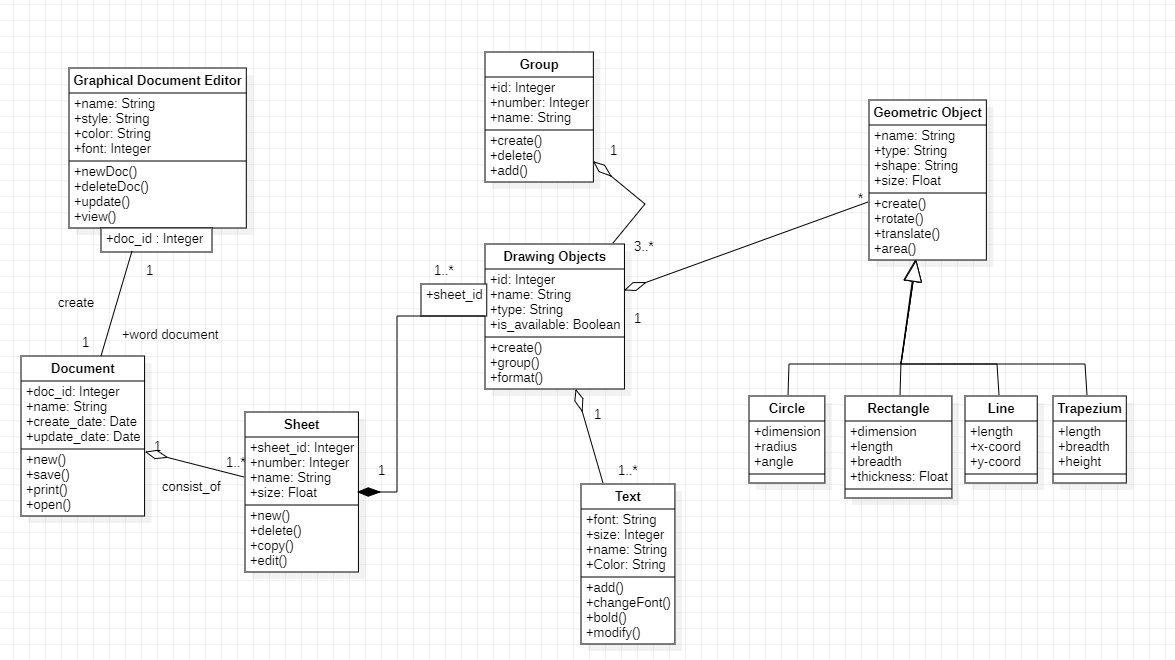 Graphical Document Editor
+name: String
+style: String
+color: String
+font: Integer
+newDoc()
+deleteDoc()
+update()
+view()
+doc_id : Integer
1
create
+word document
1
Document
+doc_id: Integer
+name: String
+create_date: Date
+update_date: Date
+new()
+save()
+print()
+open()
1
consist_of
1..*
Sheet
+sheet_id: Integer
+number: Integer
+name: String
+size: Float
+new()
+delete()
+copy()
+edit()
1
1..*
+sheet_id
Group
+id: Integer
+number: Integer
+name: String
+create()
+delete()
+add()
1
3..*
Drawing Objects
+id: Integer
+name: String
+type: String
+is_available: Boolean
+create()
+group()
+format()
1
1
1..*
Text
+font: String
+size: Integer
+name: String
+Color: String
+add()
+changeFont()
+bold()
+modify()
*
Geometric Object
+name: String
+type: String
+shape: String
+size: Float
+create()
+rotate()
+translate()
+area()
Circle
+dimension
+radius
+angle
Rectangle
+dimension
+length
+breadth
+thickness: Float
Line
+length
+x-coord
+y-coord
Trapezium
+length
+breadth
+height